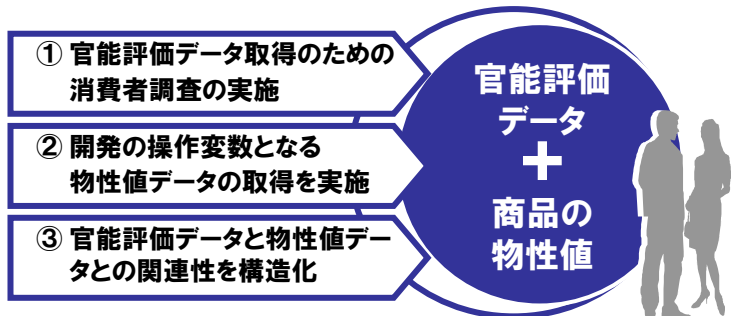 ① 官能評価データ取得のための
消費者調査の実施
② 開発の操作変数となる
物性値データの取得を実施
③ 官能評価データと物性値デー
タとの関連性を構造化
官能評価
データ
+
商品の
物性値